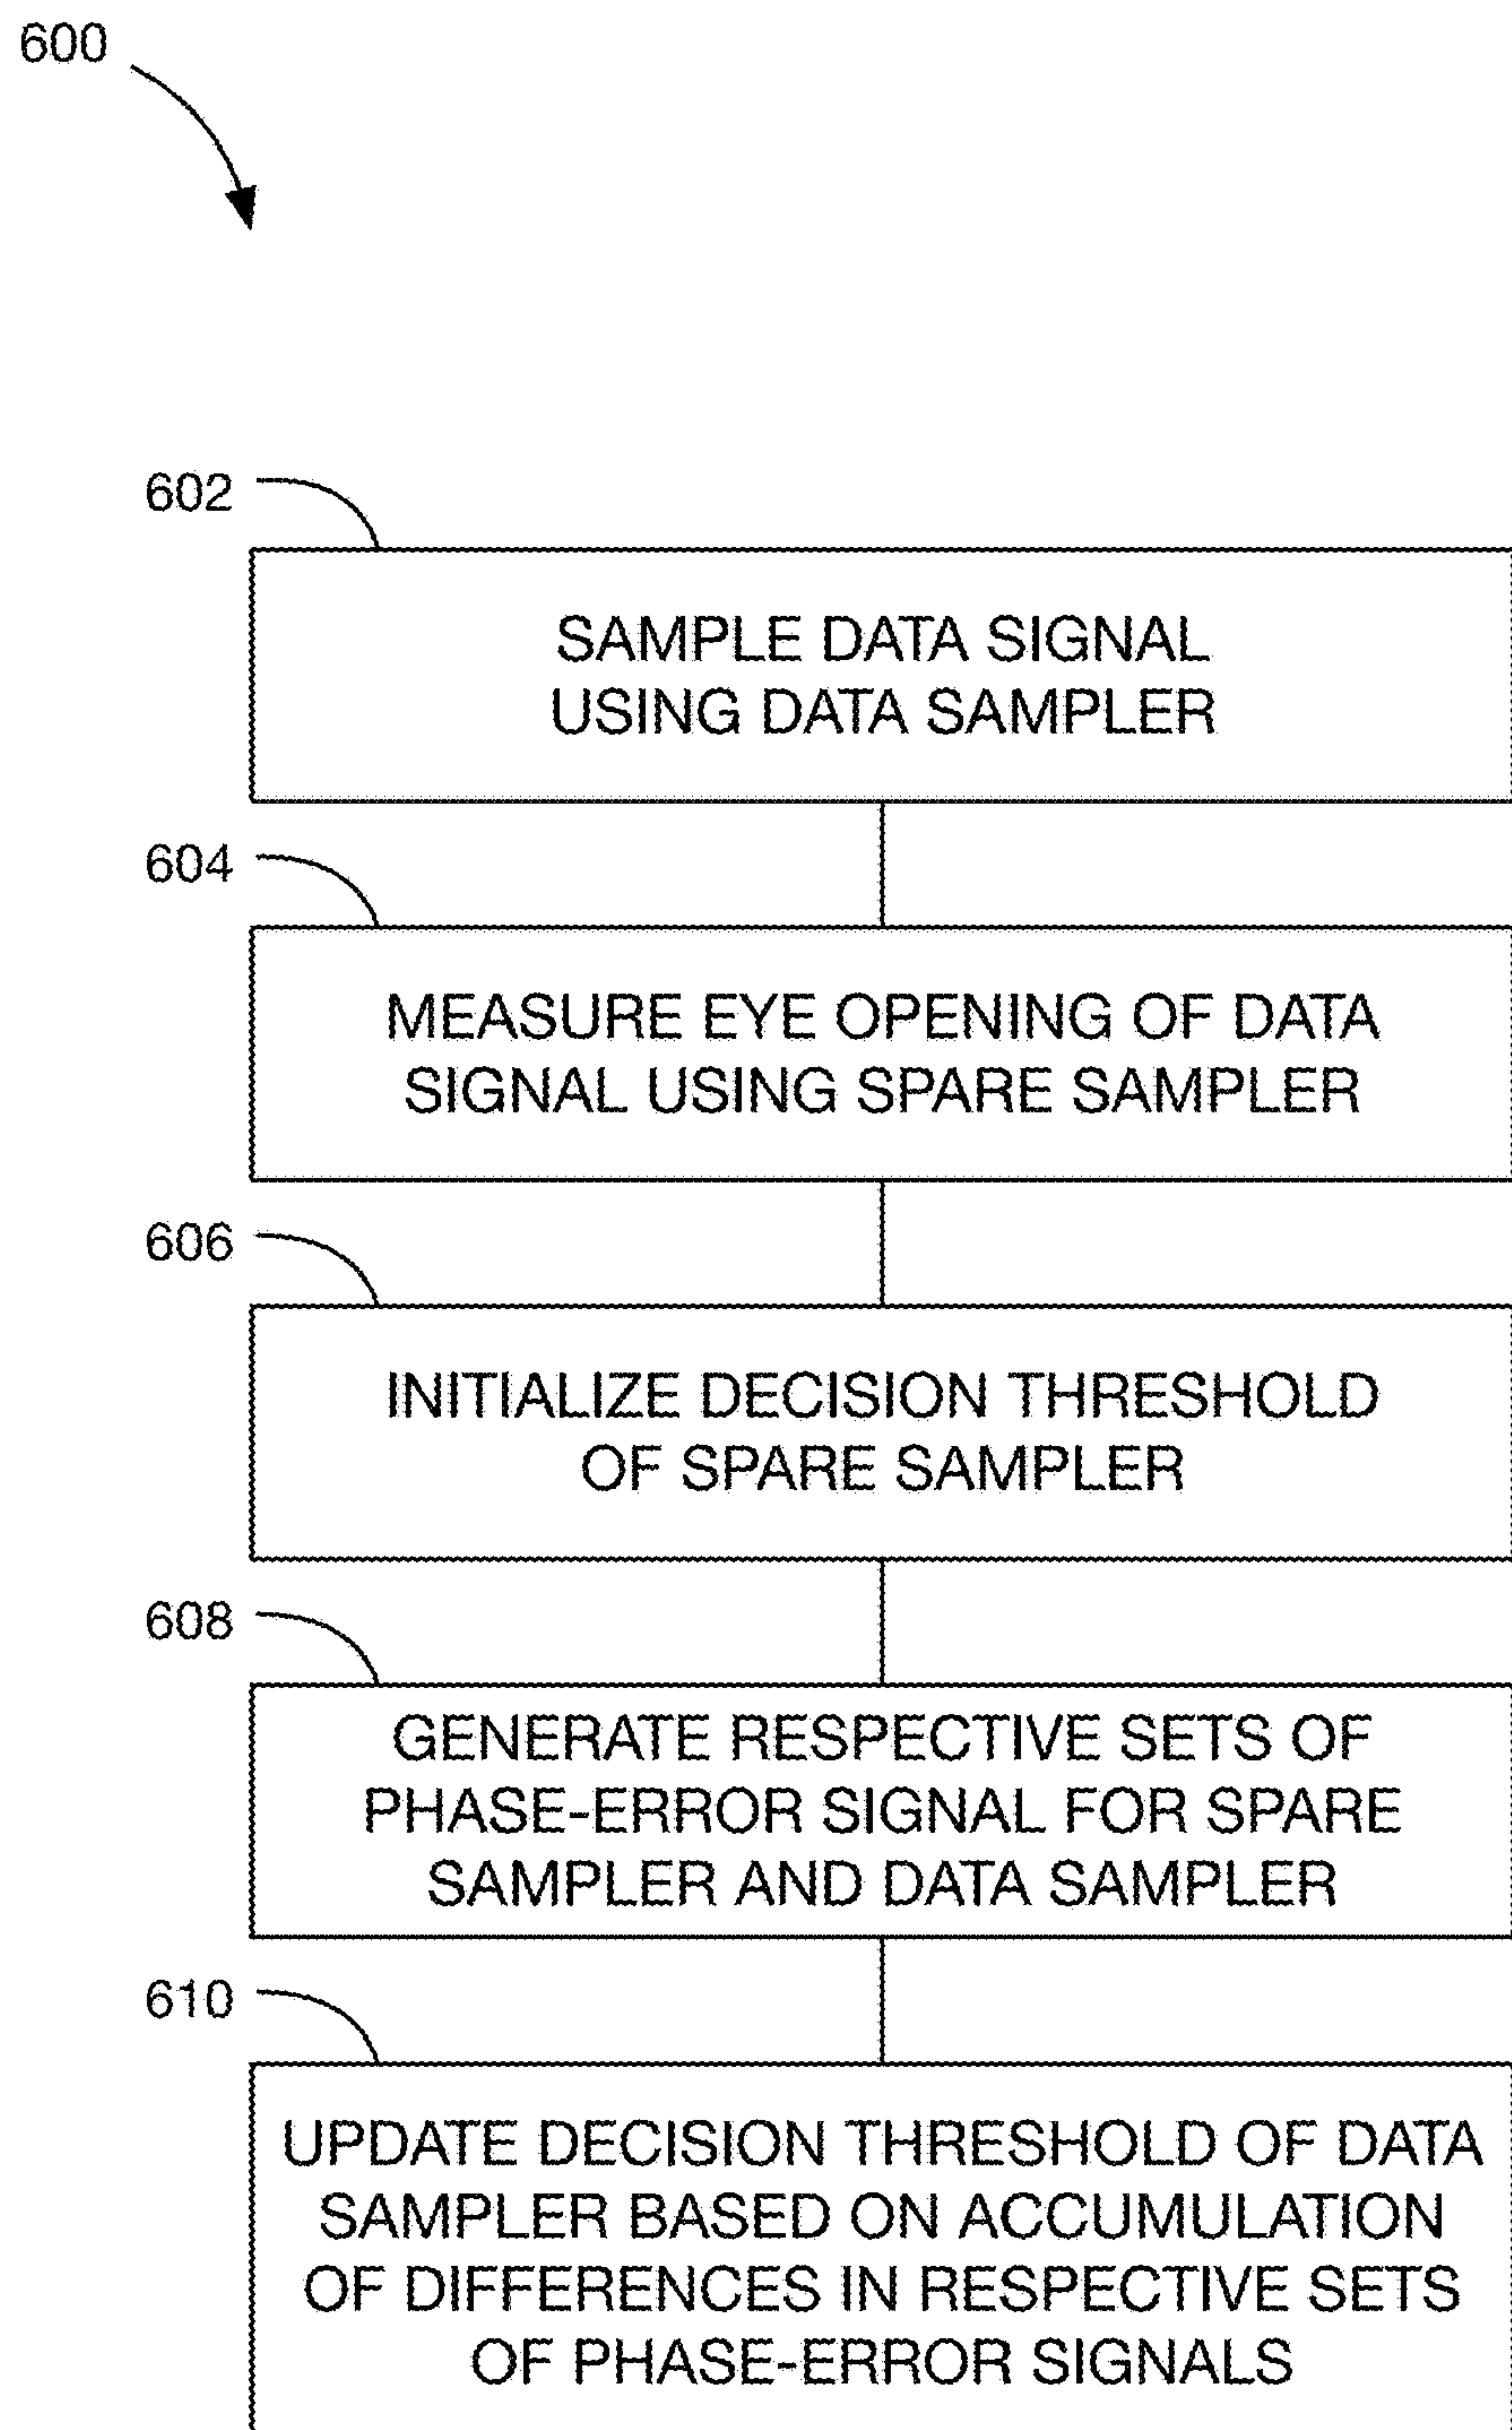 600
602
SAMPLE DATA SIGNAL
USING DATA SAMPLER
604
MEASURE EYE OPENING OF DATA
SIGNAL USING SPARE SAMPLER
606
INITIALIZE DECISION THRESHOLD
OF SPARE SAMPLER
608
GENERATE RESPECTIVE SETS OF
PHASE-ERROR SIGNAL FOR SPARE
SAMPLER AND DATA SAMPLER
610
UPDATE DECISION THRESHOLD OF DATA
SAMPLER BASED ON ACCUMULATION
OF DIFFERENCES IN RESPECTIVE SETS
OF PHASE-ERROR SIGNALS